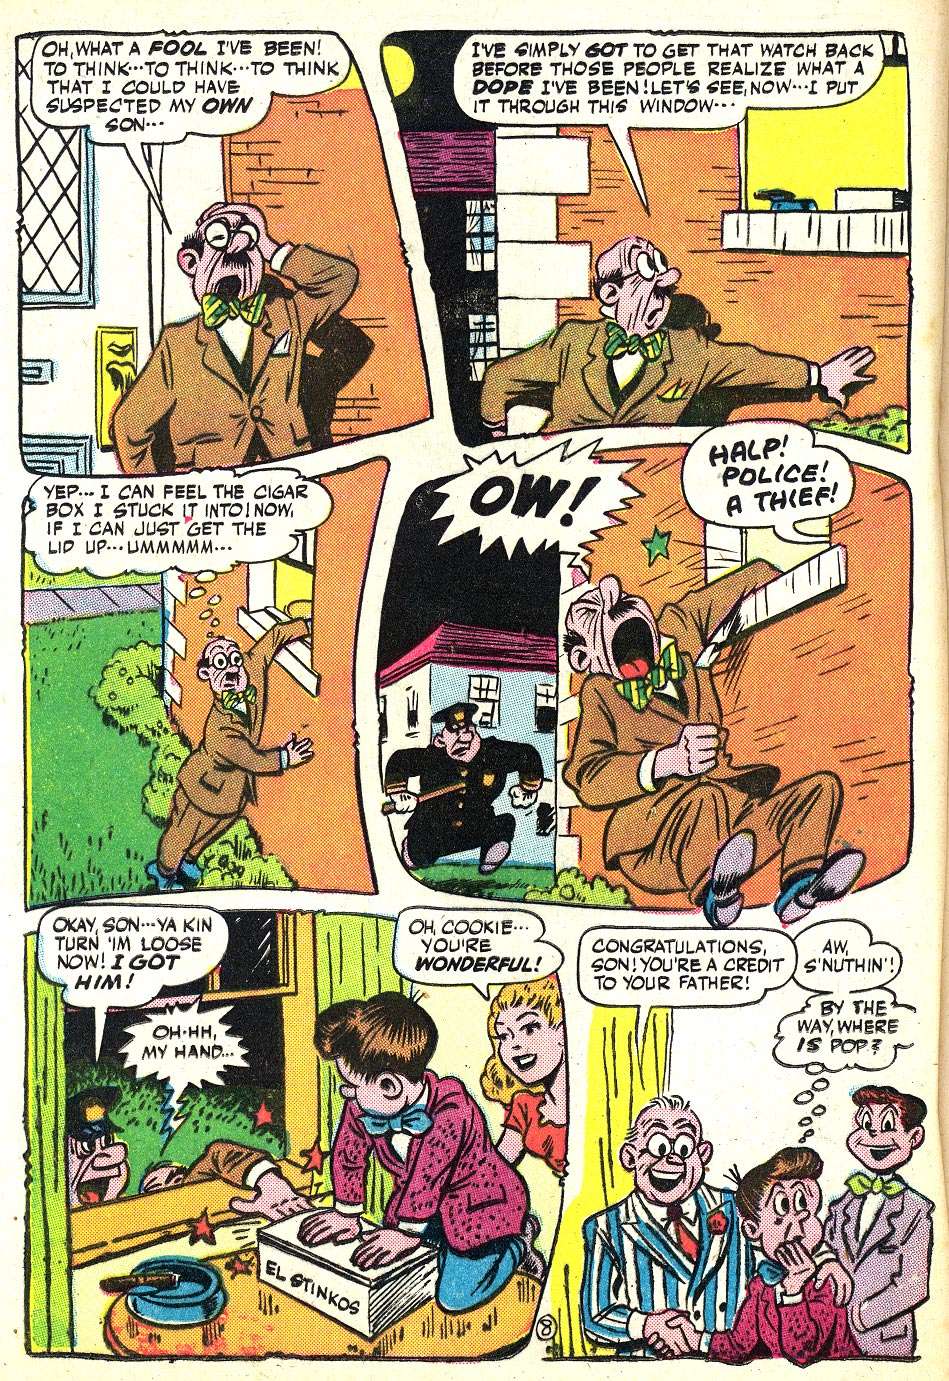 OH, WHAT A FOOL I'VE BEEN!
TO THINK---TO THINK---TO THINK
THAT I COULD HAVE
SUSPECTED MY OWN
SON---
I'VE SIMPLY GOT TO GET THAT WATCH BACK
BEFORE THOSE PEOPLE REALIZE WHAT A
DOPE I'VE BEEN! LET'S SEE, NOW---I PUT
IT THROUGH THIS WINDOW---
YEP--- I CAN FEEL THE CIGAR
BOX I STUCK IT INTO! NOW,
IF I CAN JUST GET THE
LID UP---UMMMMM---
OW!
HALP!
POLICE!
A THIEF!
OKAY, SON---YA KIN
TURN 'IM LOOSE
NOW! I GOT
HIM!
OH-HH,
MY HAND---
OH, COOKIE---
YOU'RE
WONDERFUL!
EL STINKOS
8
CONGRATULATIONS,
SON! YOU'RE A CREDIT
TO YOUR FATHER!
AW,
S'NUTHIN'!
BY THE
WAY, WHERE
IS POP?